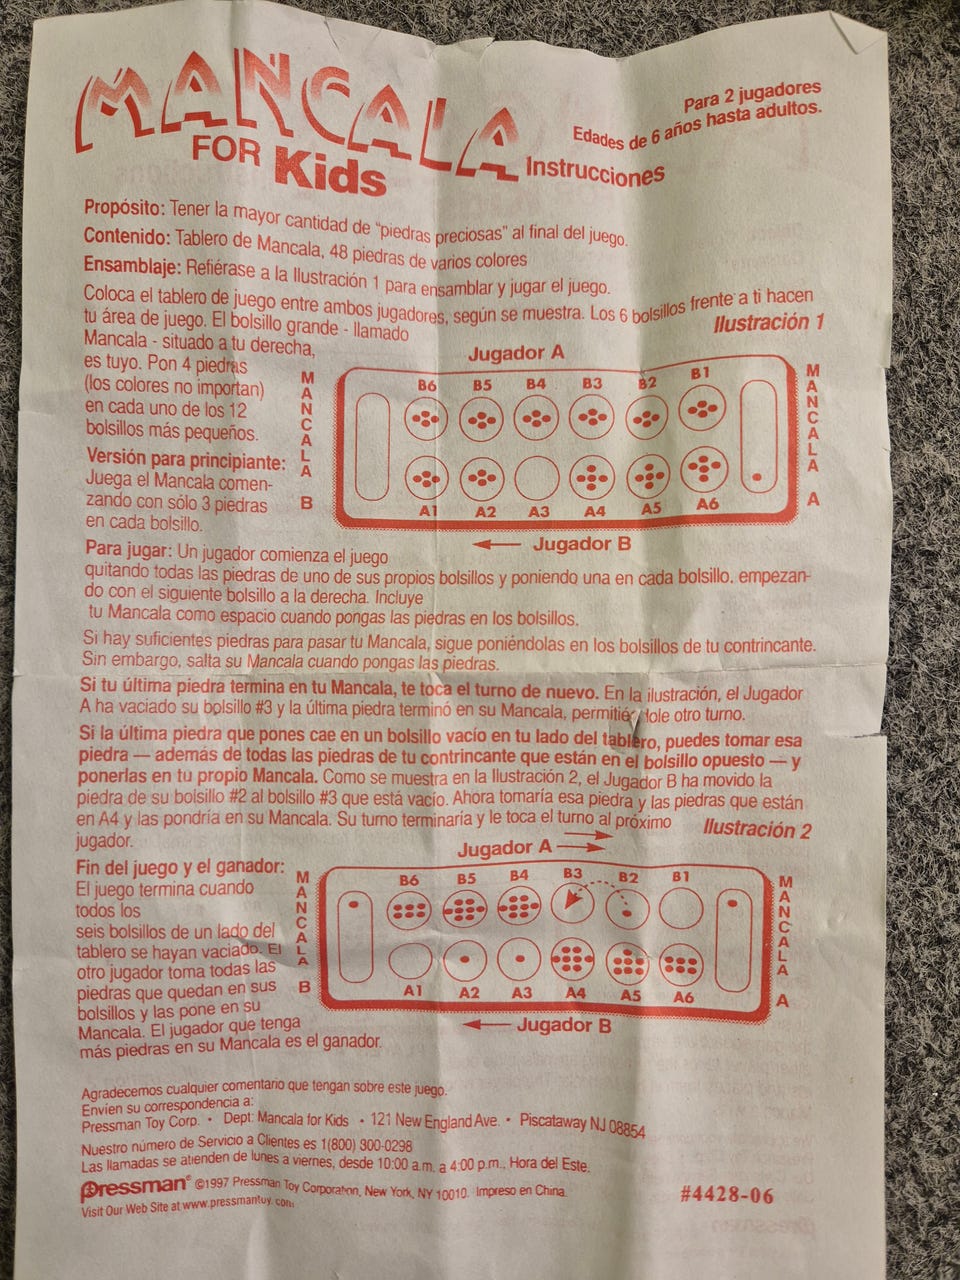 MANCALA
FOR Kids
Instrucciones
Para 2 jugadores
Edades de 6 años hasta adultos.
Propósito: Tener la mayor cantidad de "piedras preciosas" al final del juego.
Contenido: Tablero de Mancala, 48 piedras de varios colores
Ensamblaje: Refiérase a la Ilustración 1 para ensamblar y jugar el juego.
Coloca el tablero de juego entre ambos jugadores, según se muestra. Los 6 bolsillos frente a ti hacen
tu área de juego. El bolsillo grande - llamado
Mancala - situado a tu derecha,
es tuyo. Pon 4 piedras
(los colores no importan)
en cada uno de los 12
bolsillos más pequeños.
Versión para principiante:
Juega el Mancala comen-
zando con sólo 3 piedras
en cada bolsillo.
Ilustración 1
Jugador A
MANCALA B
B6 B5 B4 B3 B2 B1
A1 A2 A3 A4 A5 A6
MANCALA A
Jugador B
Para jugar: Un jugador comienza el juego
quitando todas las piedras de uno de sus propios bolsillos y poniendo una en cada bolsillo. empezan-
do con el siguiente bolsillo a la derecha. Incluye
tu Mancala como espacio cuando pongas las piedras en los bolsillos.
Si hay suficientes piedras para pasar tu Mancala, sigue poniéndolas en los bolsillos de tu contrincante.
Sin embargo, salta su Mancala cuando pongas las piedras.
Si tu última piedra termina en tu Mancala, te toca el turno de nuevo. En la ilustración, el Jugador
A ha vaciado su bolsillo #3 y la última piedra terminó en su Mancala, permitiéndole otro turno.
Si la última piedra que pones cae en un bolsillo vacío en tu lado del tablero, puedes tomar esa
piedra — además de todas las piedras de tu contrincante que están en el bolsillo opuesto — y
ponerlas en tu propio Mancala. Como se muestra en la Ilustración 2, el Jugador B ha movido la
piedra de su bolsillo #2 al bolsillo #3 que está vacío. Ahora tomaría esa piedra y las piedras que están
en A4 y las pondría en su Mancala. Su turno terminaría y le toca el turno al próximo
jugador.
Ilustración 2
Jugador A
MANCALA B
B6 B5 B4 B3 B2 B1
A1 A2 A3 A4 A5 A6
MANCALA A
Jugador B
Fin del juego y el ganador:
El juego termina cuando
todos los
seis bolsillos de un lado del
tablero se hayan vaciado. El
otro jugador toma todas las
piedras que quedan en sus
bolsillos y las pone en su
Mancala. El jugador que tenga
más piedras en su Mancala es el ganador.
Agradecemos cualquier comentario que tengan sobre este juego.
Envíen su correspondencia a:
Pressman Toy Corp. • Dept: Mancala for Kids • 121 New England Ave. • Piscataway NJ 08854
Nuestro número de Servicio a Clientes es 1(800) 300-0298
Las llamadas se atienden de lunes a viernes, desde 10:00 a.m. a 4:00 p.m., Hora del Este.
Pressman® ©1997 Pressman Toy Corporation, New York, NY 10010. Impreso en China.
Visit Our Web Site at www.pressmantoy.com
#4428-06